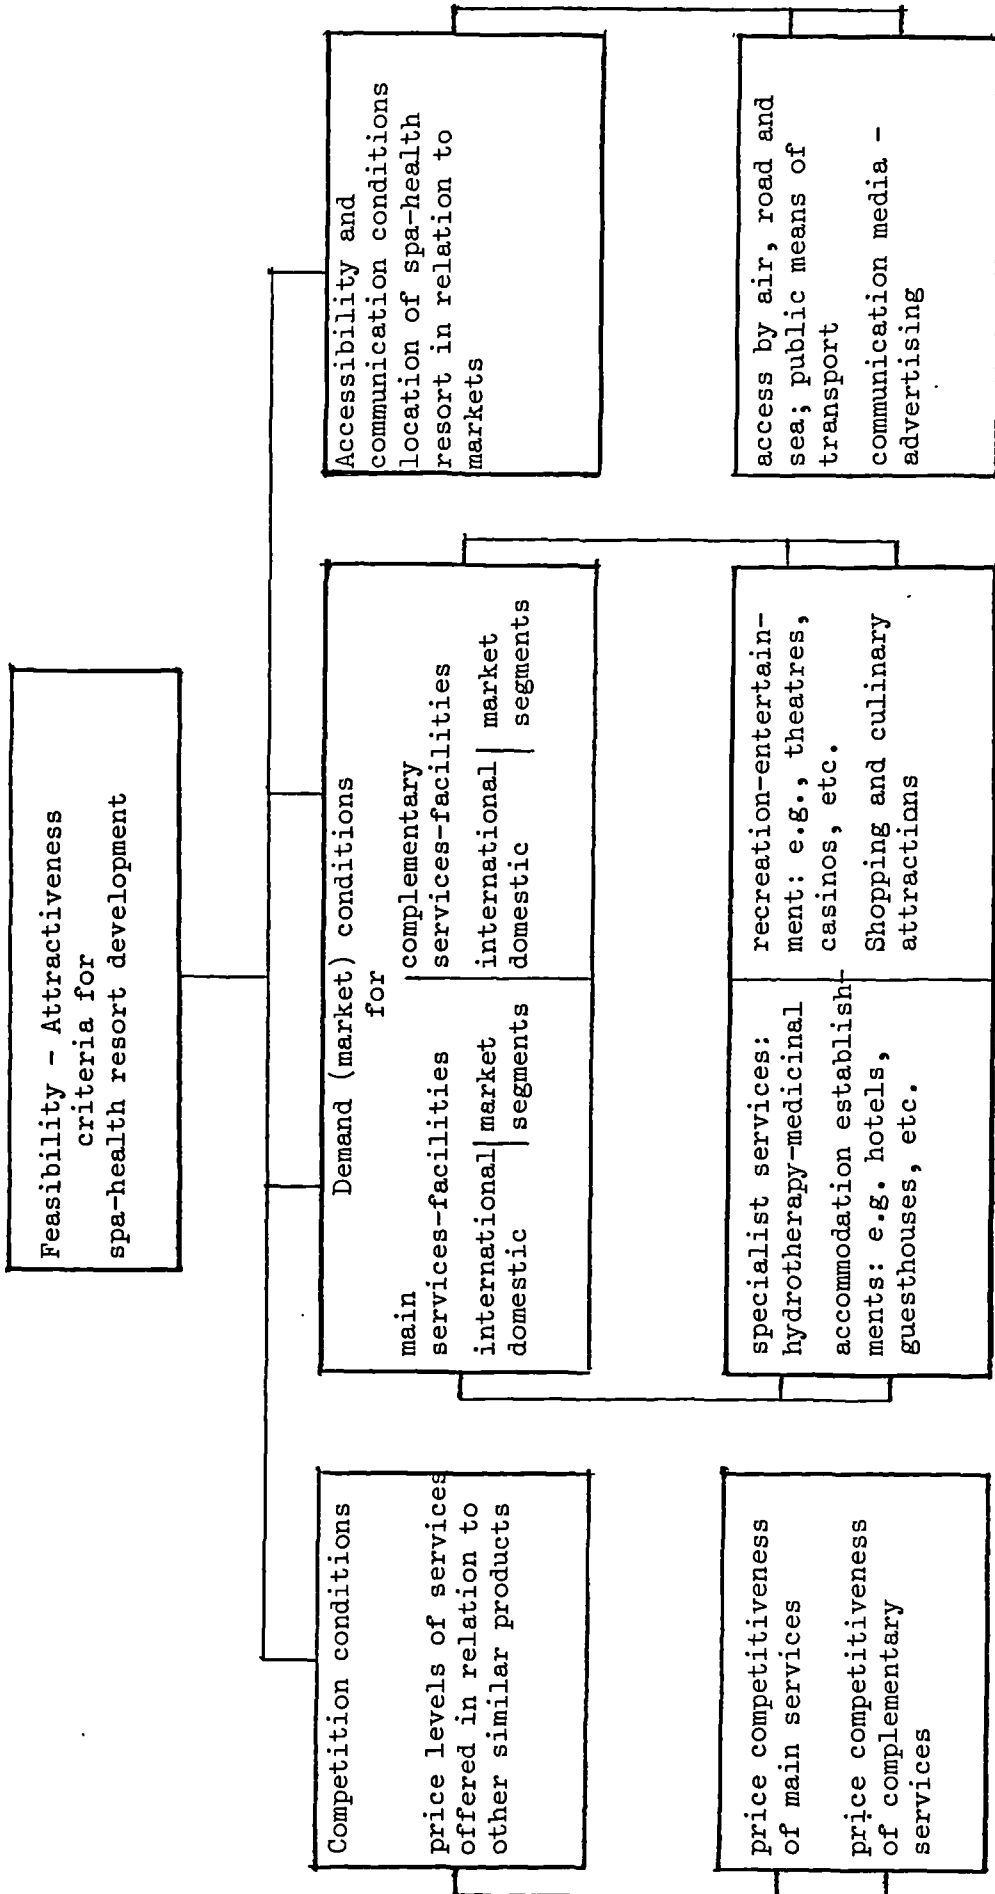 Feasibility - Attractiveness
criteria for
spa-health resort development
Competition conditions
price levels of services
offered in relation to
other similar products
Demand (market) conditions
for
main
services-facilities
international | market
domestic | segments
complementary
services-facilities
international | market
domestic | segments
Accessibility and
communication conditions
location of spa-health
resort in relation to
markets
price competitiveness
of main services
price competitiveness
of complementary
services
specialist services:
hydrotherapy-medicinal
accommodation establish-
ments: e.g. hotels,
guesthouses, etc.
recreation-entertain-
ment: e.g., theatres,
casinos, etc.
Shopping and culinary
attractions
access by air, road and
sea; public means of
transport
communication media -
advertising